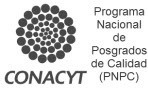 CONACYT
Programa
Nacional
de
Posgrados
de Calidad
(PNPC)